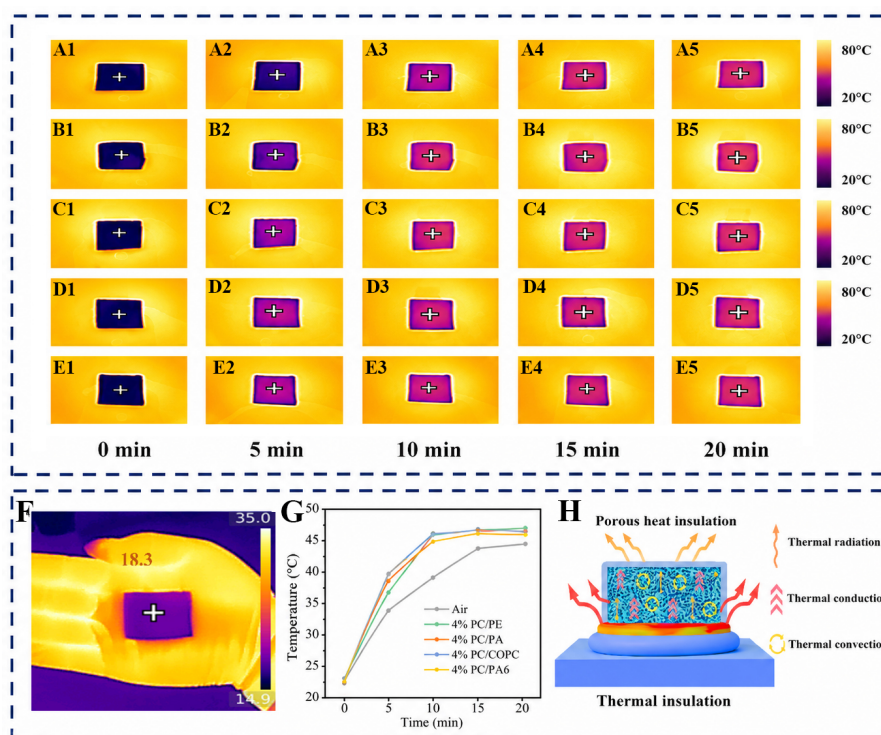 A1 A2 A3 A4 A5 80°C
20°C
B1 B2 B3 B4 B5 80°C
20°C
C1 C2 C3 C4 C5 80°C
20°C
D1 D2 D3 D4 D5 80°C
20°C
E1 E2 E3 E4 E5
0 min 5 min 10 min 15 min 20 min
F
35.0
18.3
14.9
G
50
45
40
35
30
25
20
Temperature (°C)
Air
4% PC/PE
4% PC/PA
4% PC/COPC
4% PC/PA6
0 5 10 15 20
Time (min)
H
Porous heat insulation
Thermal radiation
Thermal conduction
Thermal convection
Thermal insulation